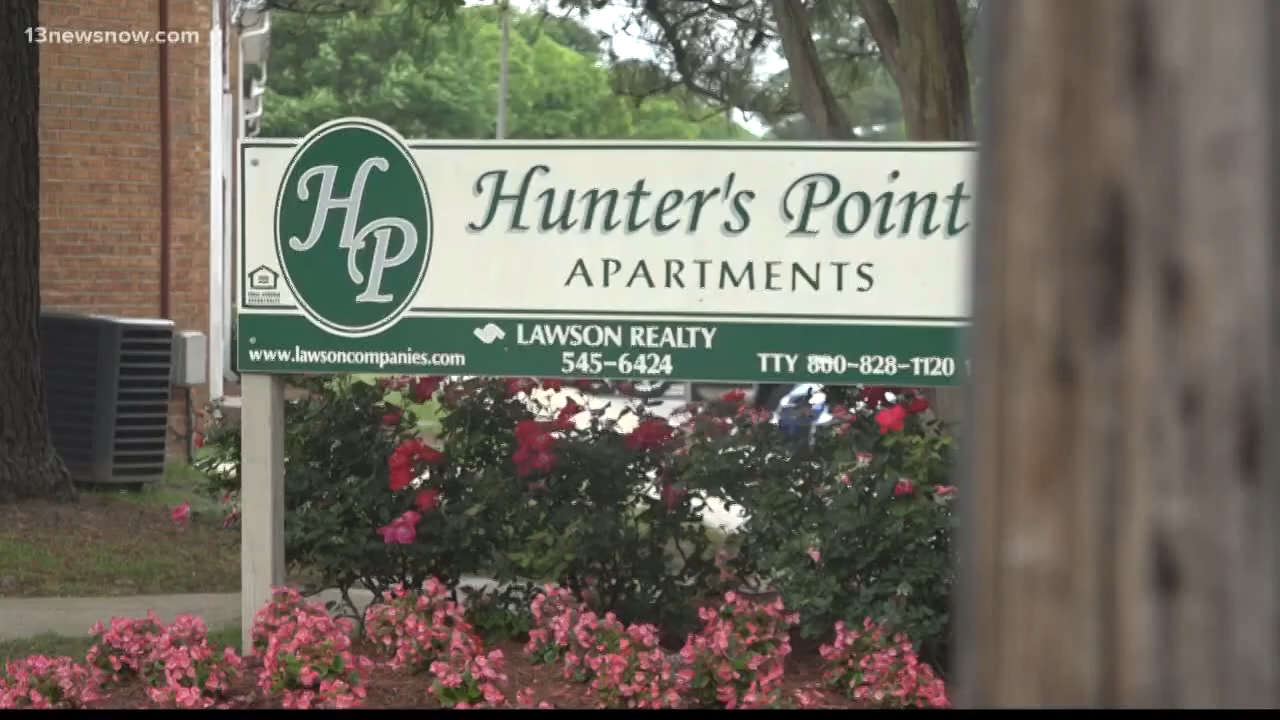 13newsnow.com
HP
Hunter's Point
APARTMENTS
LAWSON REALTY
www.lawsoncompanies.com
545-6424
TTY 800-828-1120